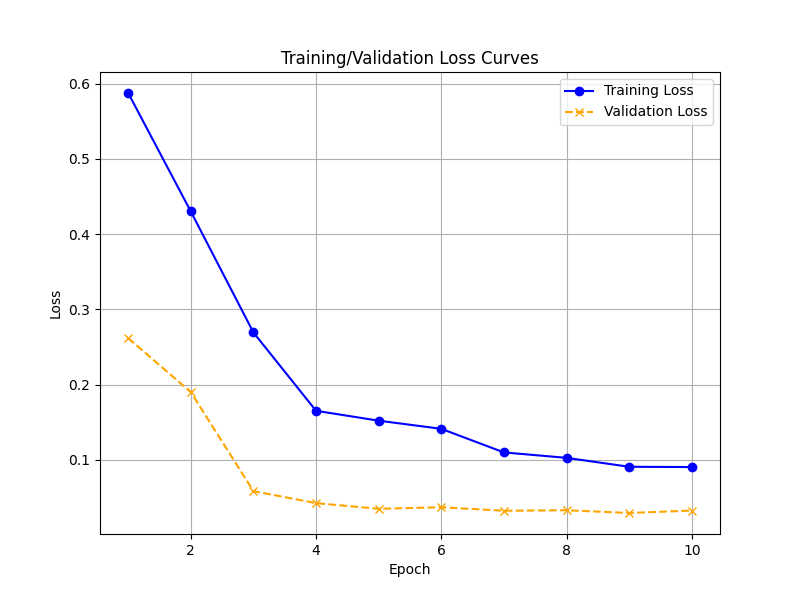 Training/Validation Loss Curves
Training Loss
Validation Loss
0.6
0.5
0.4
0.3
0.2
0.1
Loss
2 4 6 8 10
Epoch